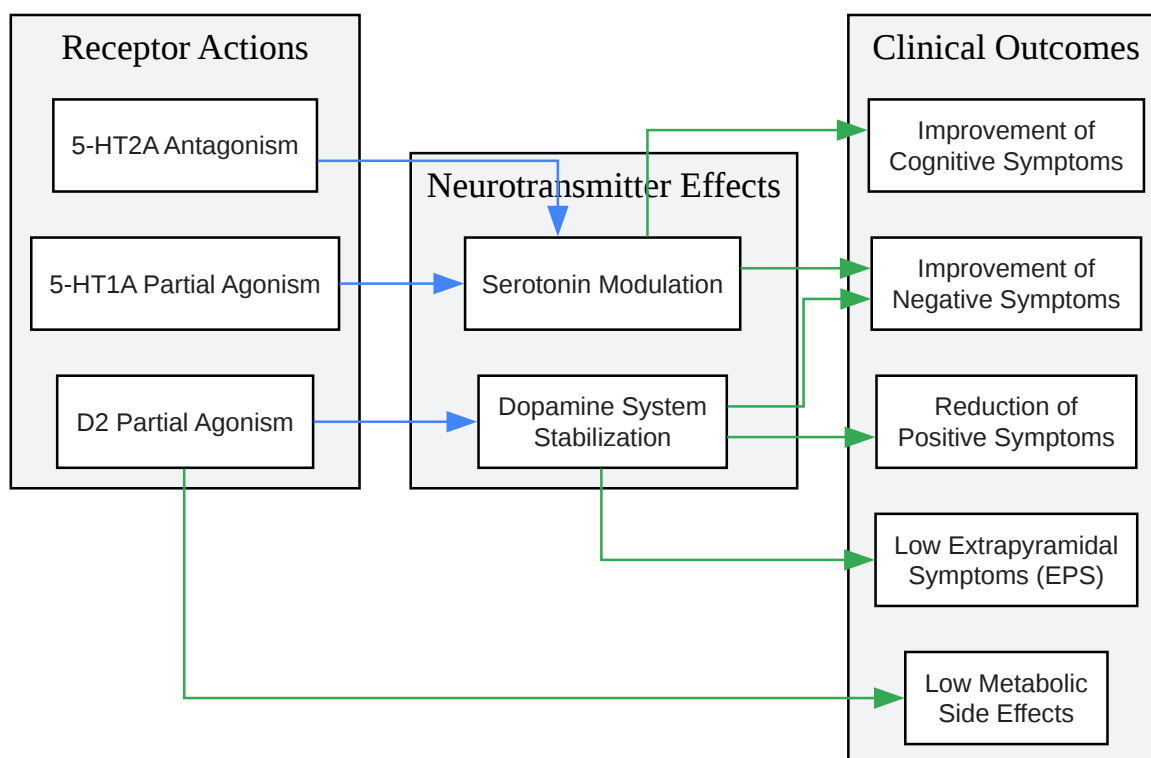 Receptor Actions
5-HT2A Antagonism
5-HT1A Partial Agonism
D2 Partial Agonism
Neurotransmitter Effects
Serotonin Modulation
Dopamine System
Stabilization
Clinical Outcomes
Improvement of
Cognitive Symptoms
Improvement of
Negative Symptoms
Reduction of
Positive Symptoms
Low Extrapyramidal
Symptoms (EPS)
Low Metabolic
Side Effects